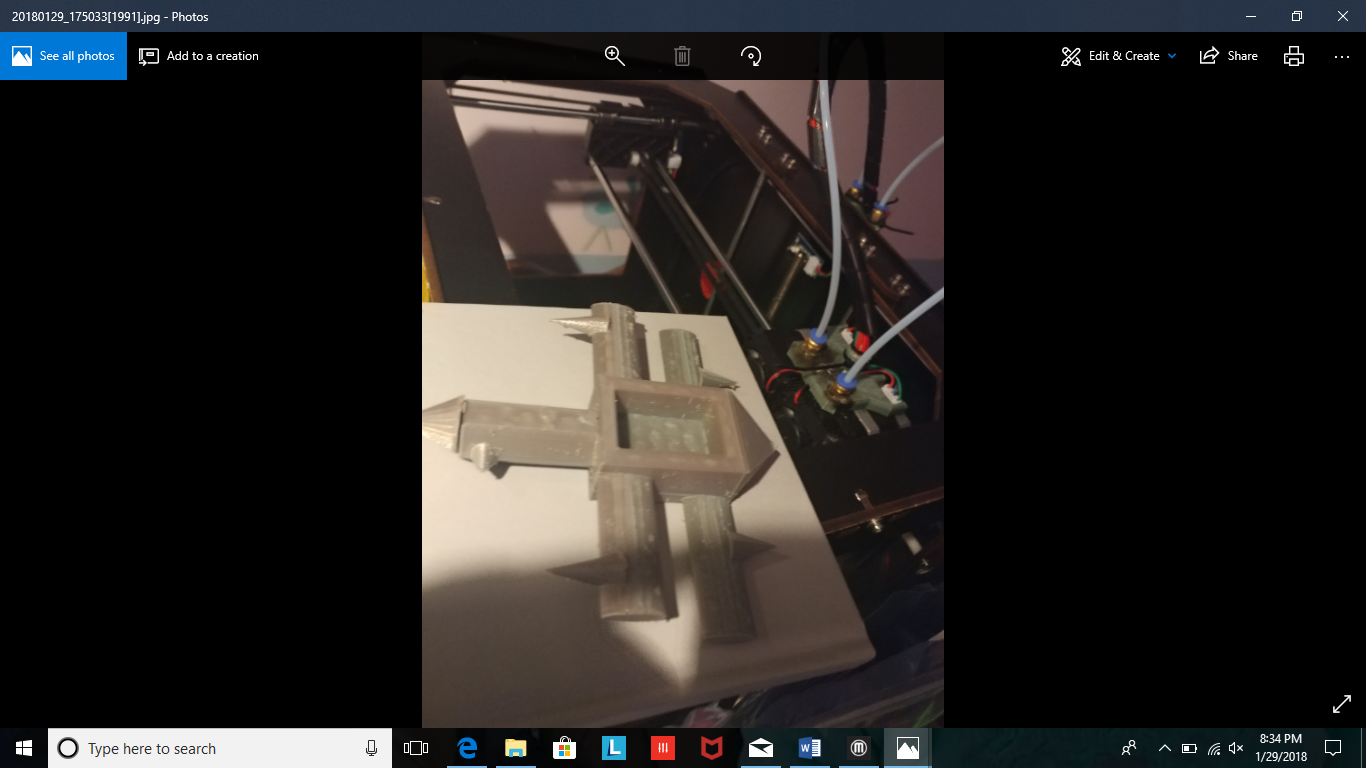 20180129_175033[1991].jpg - Photos
See all photos
Add to a creation
Edit & Create
Share
Type here to search
L
W
8:34 PM
1/29/2018